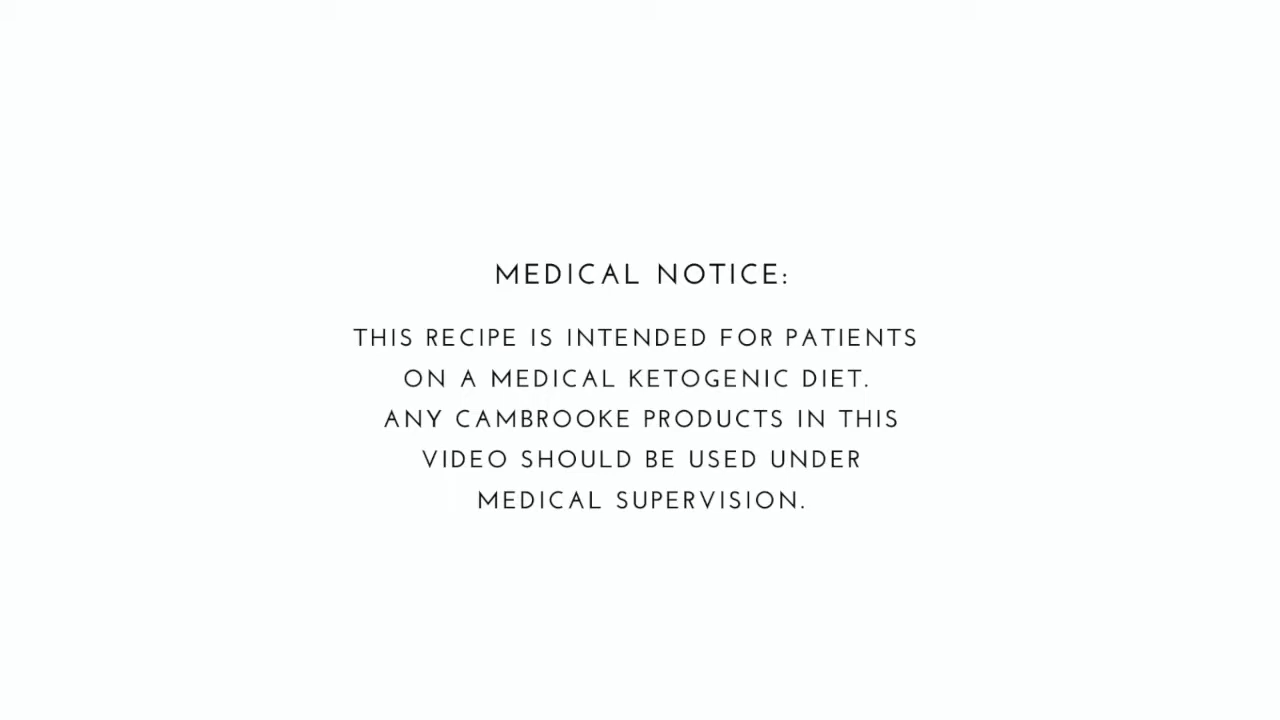 MEDICAL NOTICE:
THIS RECIPE IS INTENDED FOR PATIENTS
ON A MEDICAL KETOGENIC DIET.
ANY CAMBROOKE PRODUCTS IN THIS
VIDEO SHOULD BE USED UNDER
MEDICAL SUPERVISION.